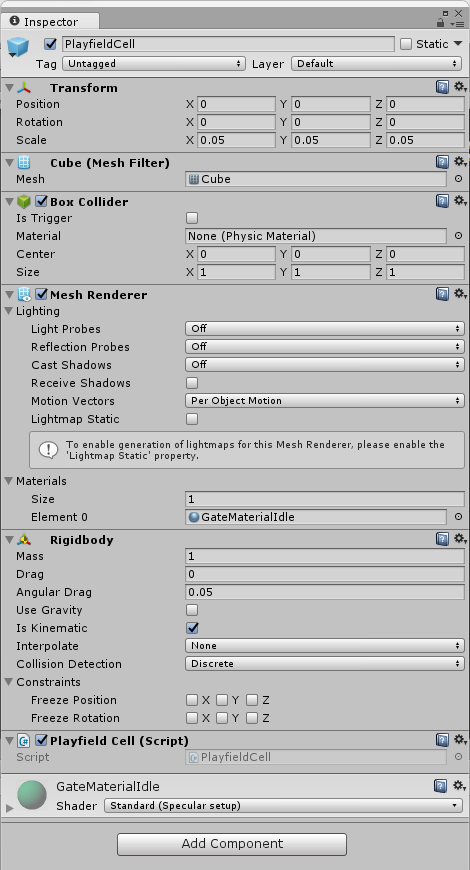 Inspector
PlayfieldCell Static
Tag Untagged Layer Default
Transform
Position X 0 Y 0 Z 0
Rotation X 0 Y 0 Z 0
Scale X 0.05 Y 0.05 Z 0.05
Cube (Mesh Filter)
Mesh Cube
Box Collider
Is Trigger
Material None (Physic Material)
Center X 0 Y 0 Z 0
Size X 1 Y 1 Z 1
Mesh Renderer
Lighting
Light Probes Off
Reflection Probes Off
Cast Shadows Off
Receive Shadows
Motion Vectors Per Object Motion
Lightmap Static
To enable generation of lightmaps for this Mesh Renderer, please enable the
'Lightmap Static' property.
Materials
Size 1
Element 0 GateMaterialIdle
Rigidbody
Mass 1
Drag 0
Angular Drag 0.05
Use Gravity
Is Kinematic
Interpolate None
Collision Detection Discrete
Constraints
Freeze Position X Y Z
Freeze Rotation X Y Z
Playfield Cell (Script)
Script PlayfieldCell
GateMaterialIdle
Shader Standard (Specular setup)
Add Component